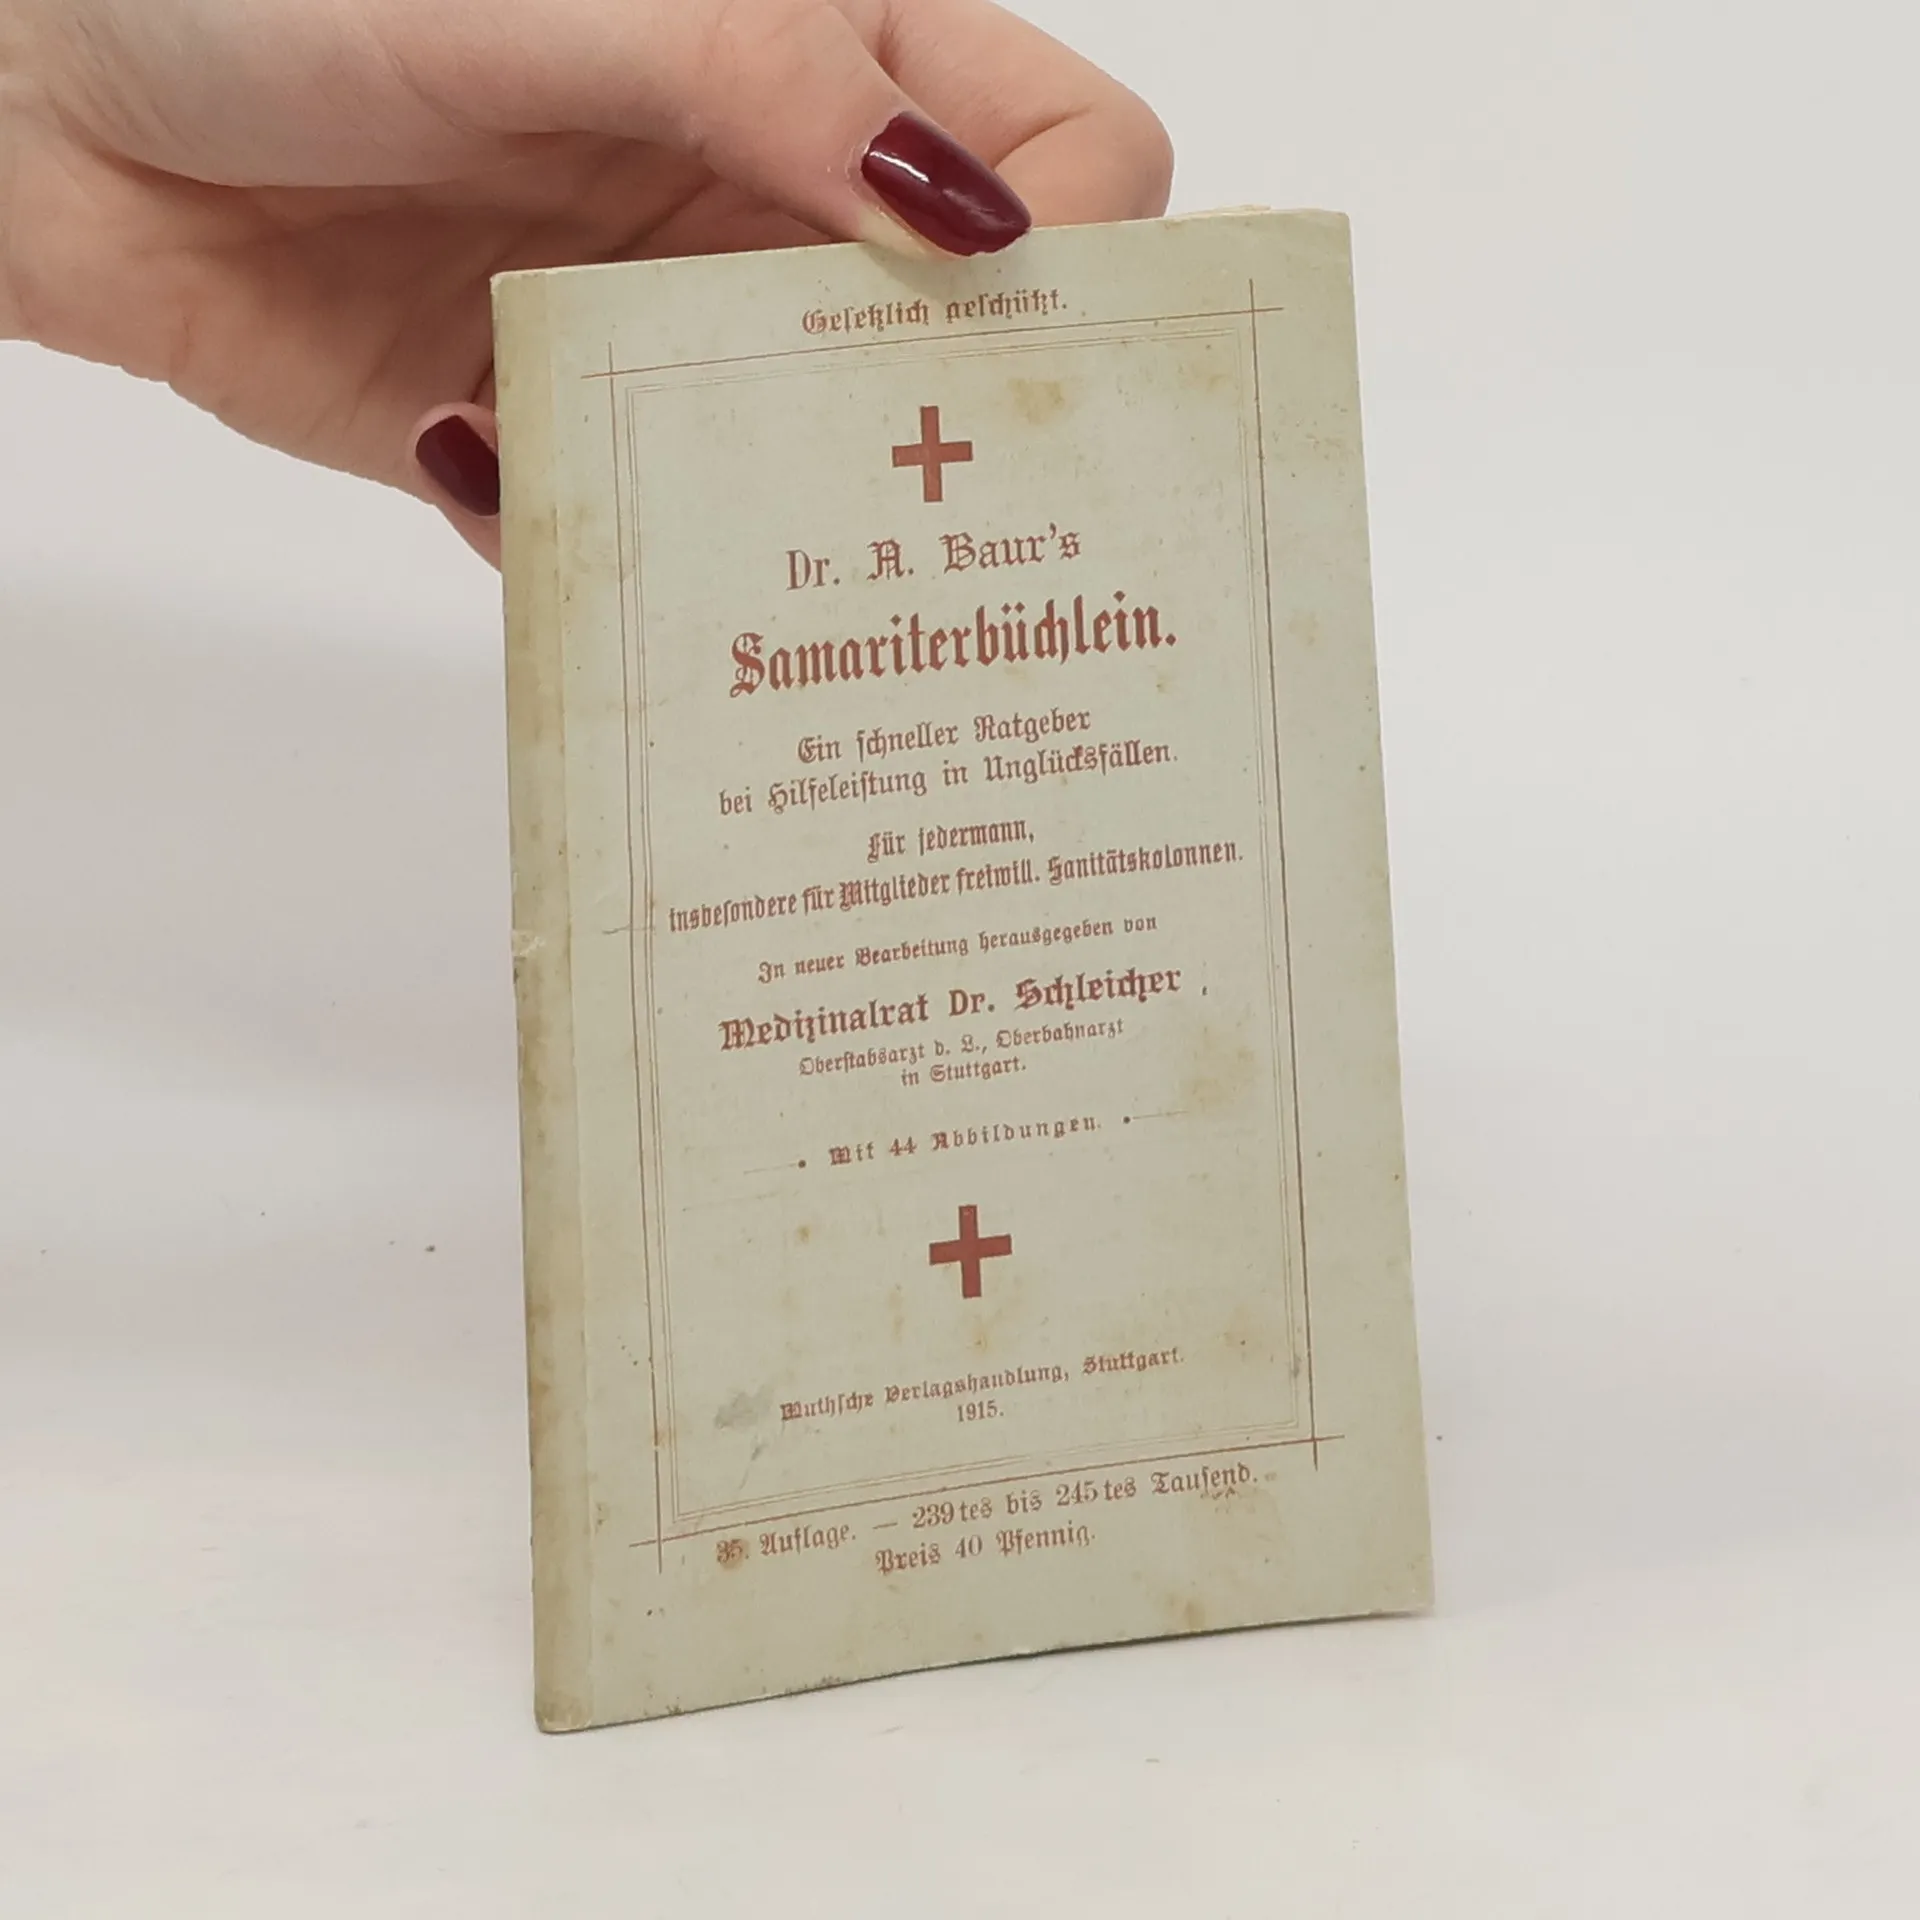 Gesetzlich geschützt.
Dr. A. Baur's
Samariterbüchlein.
Ein schneller Ratgeber
bei Hilfeleistung in Unglücksfällen.
Für jedermann,
insbesondere für Mitglieder freiwill. Sanitätskolonnen.
In neuer Bearbeitung herausgegeben von
Medizinalrat Dr. Schleicher
Oberstabsarzt d. L., Oberbahnarzt
in Stuttgart.
Mit 44 Abbildungen.
Muthsche Verlagshandlung, Stuttgart.
1915.
35. Auflage. — 239tes bis 245tes Tausend.
Preis 40 Pfennig.